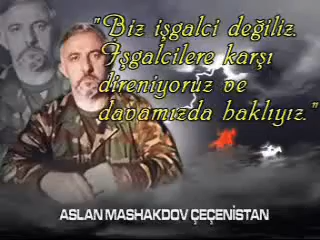 "Biz işgalci değiliz.
İşgalcilere karşı
direniyoruz ve
davamızda haklıyız."
ASLAN MASHAKDOV ÇEÇENİSTAN